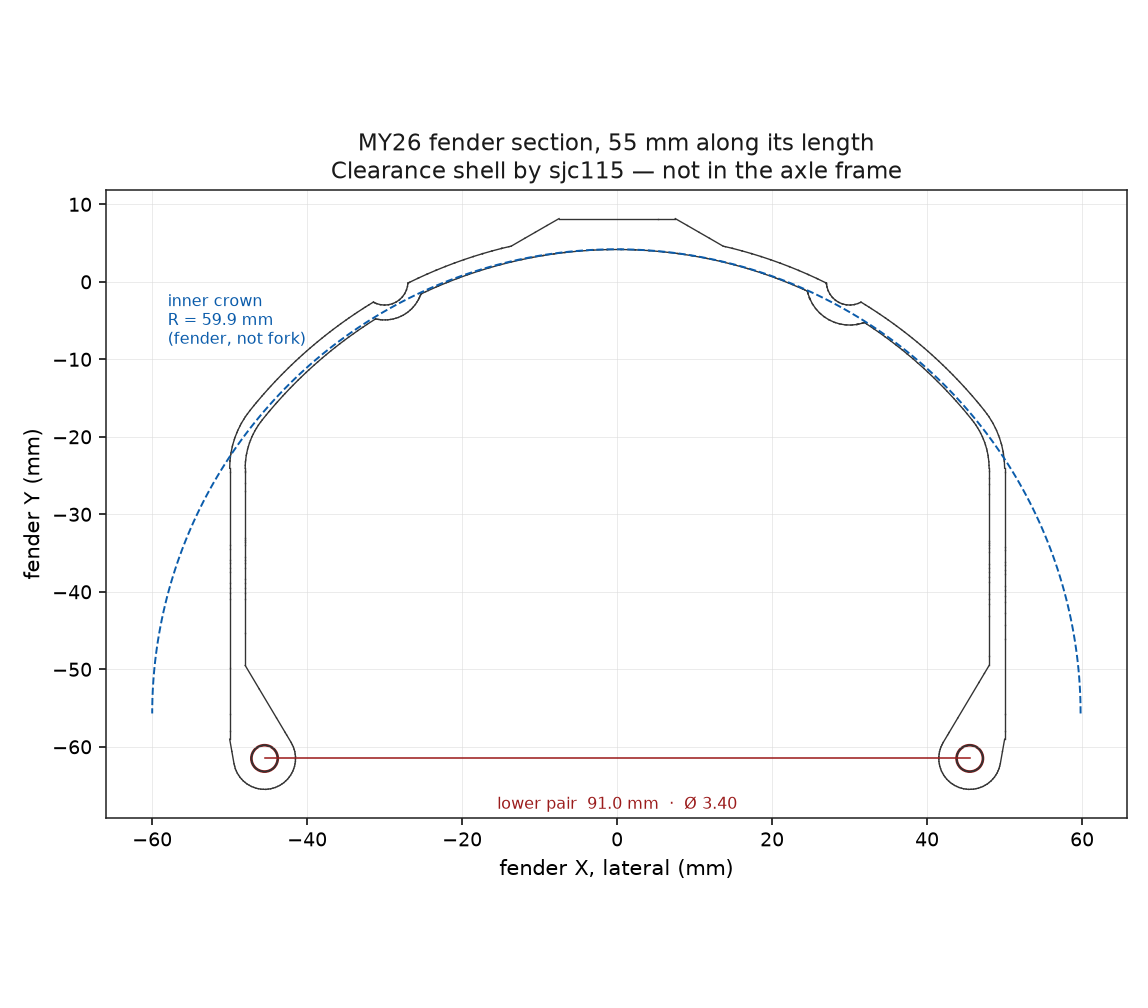 MY26 fender section, 55 mm along its length
Clearance shell by sjc115 — not in the axle frame
10
0
−10
−20
−30
−40
−50
−60
fender Y (mm)
inner crown
R = 59.9 mm
(fender, not fork)
lower pair 91.0 mm · Ø 3.40
−60 −40 −20 0 20 40 60
fender X, lateral (mm)